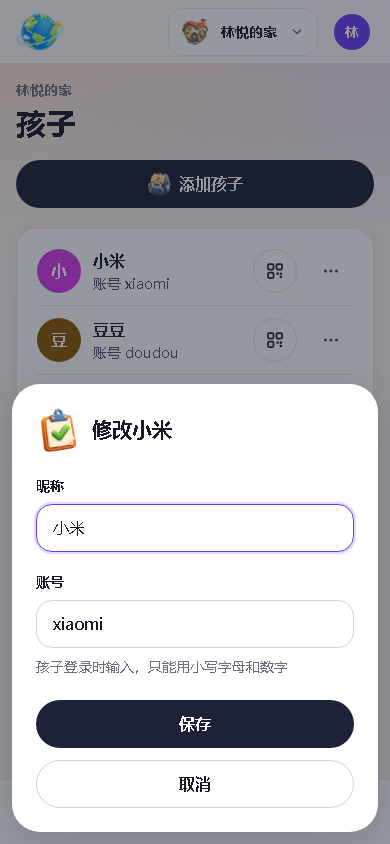 林悦的家
林
林悦的家
孩子
添加孩子
小
小米
账号 xiaomi
豆
豆豆
账号 doudou
修改小米
昵称
小米
账号
xiaomi
孩子登录时输入，只能用小写字母和数字
保存
取消